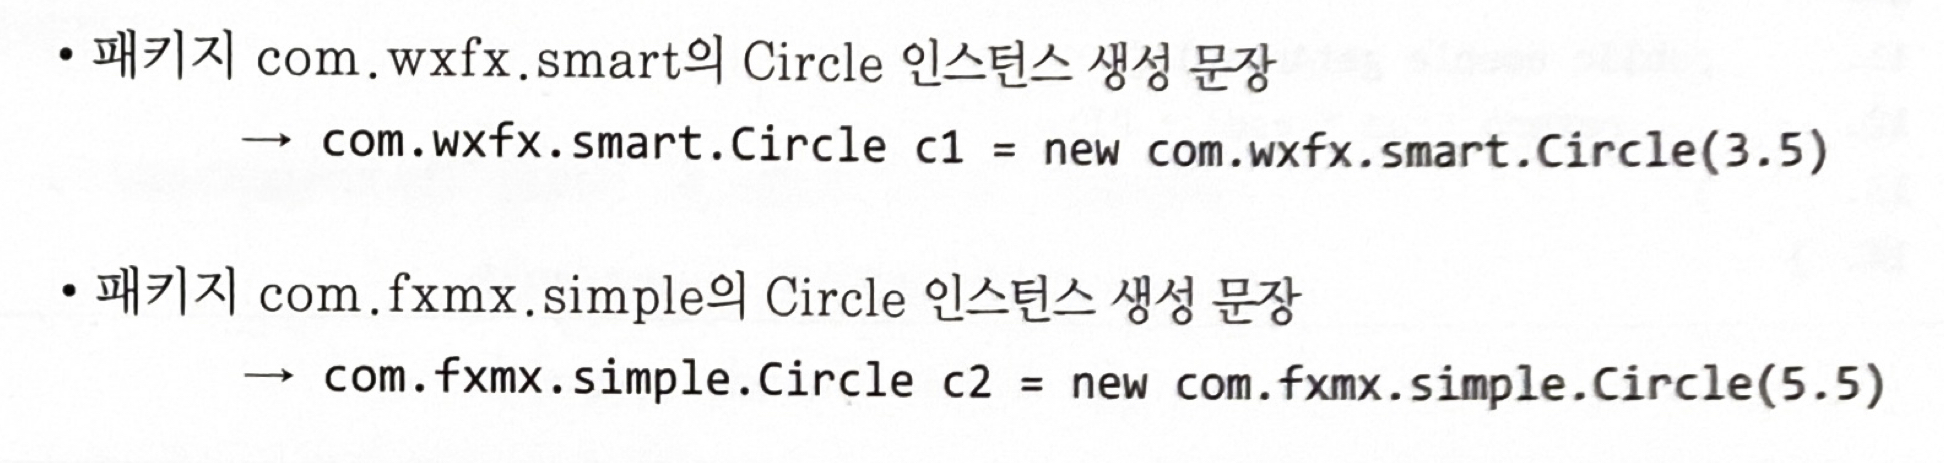 • 패키지 com.wxfx.smart의 Circle 인스턴스 생성 문장
→ com.wxfx.smart.Circle c1 = new com.wxfx.smart.Circle(3.5)
• 패키지 com.fxmx.simple의 Circle 인스턴스 생성 문장
→ com.fxmx.simple.Circle c2 = new com.fxmx.simple.Circle(5.5)